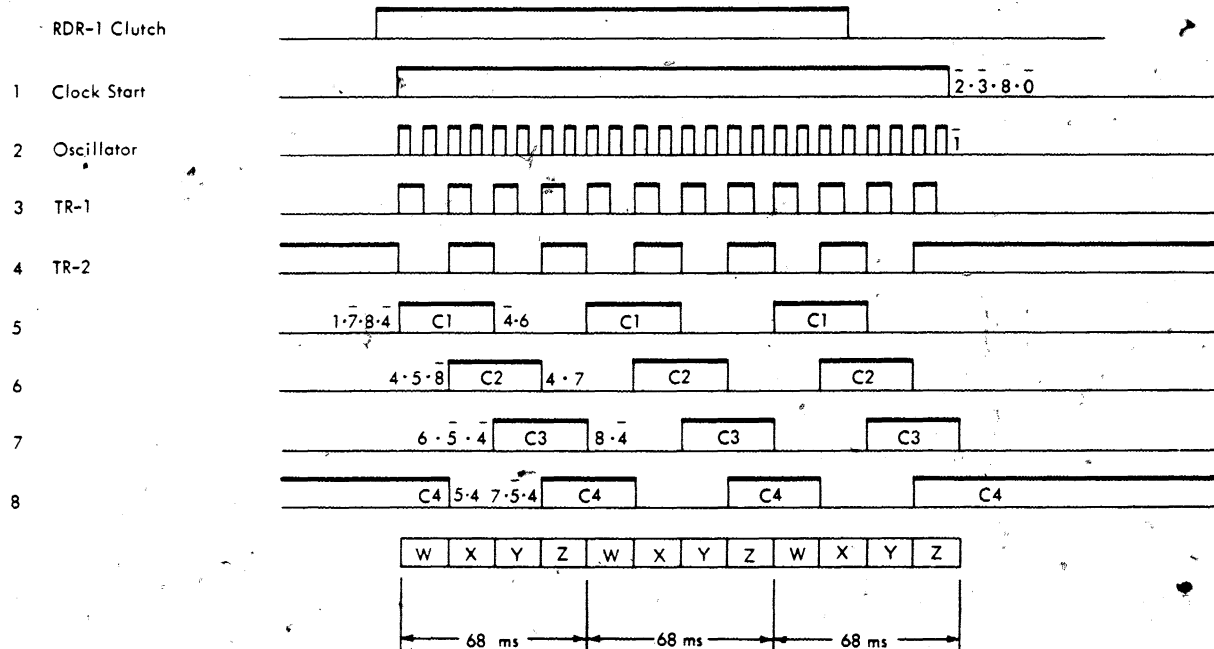 RDR-1 Clutch
1 Clock Start 2̅·3̅·8̅·0̅
2 Oscillator 1̅
3 TR-1
4 TR-2
5 1·7̅·8·4̅ C1 4̅·6 C1 C1
6 4·5·8̅ C2 4·7 C2 C2
7 6·5̅·4̅ C3 8·4̅ C3 C3
8 C4 5·4 7·5̅·4 C4 C4 C4
W X Y Z W X Y Z W X Y Z
68 ms 68 ms 68 ms